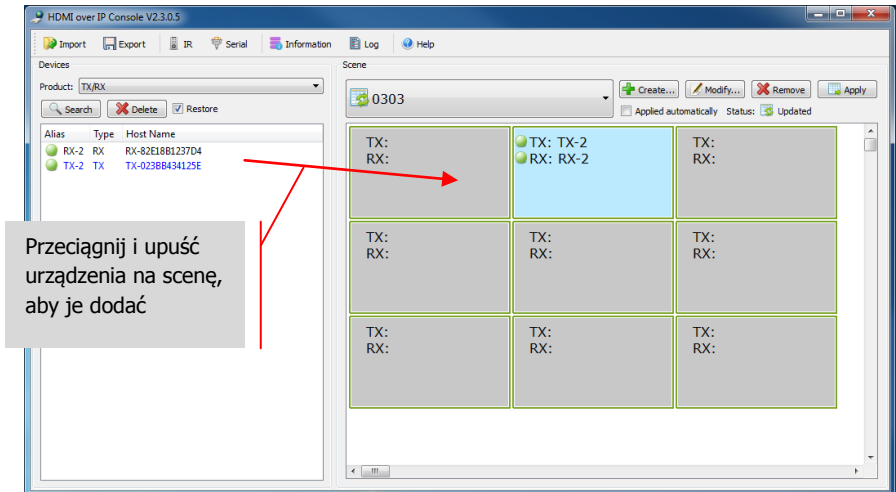 HDMI over IP Console V2.3.0.5
Import Export IR Serial Information Log Help
Devices
Product: TX/RX
Search Delete Restore
Alias Type Host Name
RX-2 RX RX-82E18B1237D4
TX-2 TX TX-023BB434125E
Przeciągnij i upuść
urządzenia na scenę,
aby je dodać
Scene
0303
Create... Modify... Remove Apply
Applied automatically Status: Updated
TX: TX: TX-2 TX:
RX: RX: RX-2 RX:
TX: TX: TX:
RX: RX: RX:
TX: TX: TX:
RX: RX: RX: